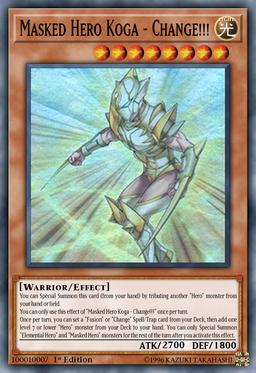 Masked Hero Koga - Change!!!
光
[Warrior/Effect]
You can Special Summon this card (from your hand) by tributing another "Hero" monster from
your hand or field.
You can only use this effect of "Masked Hero Koga - Change!!!" once per turn.
Once per turn, you can set a "Fusion" or "Change" Spell/Trap card from your Deck, then add one
level 7 or lower "Hero" monster from your Deck to your hand. You can only Special Summon
"Elemental Hero" and "Masked Hero" monsters for the rest of the turn after you activate this effect.
ATK/2700 DEF/1800
100010007 1st Edition ©1996 KAZUKI TAKAHASHI